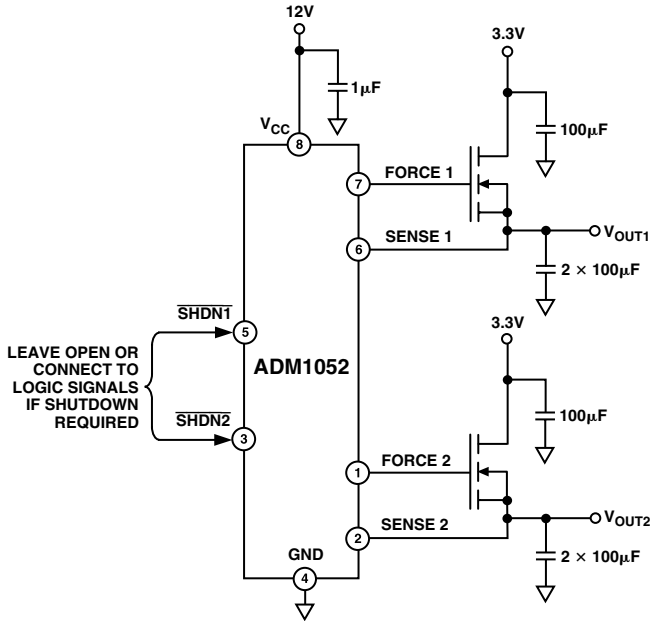 12V
1μF
VCC
8
3.3V
100μF
7
FORCE 1
6
SENSE 1
VOUT1
2 × 100μF
SHDN1
5
LEAVE OPEN OR
CONNECT TO
LOGIC SIGNALS
IF SHUTDOWN
REQUIRED
ADM1052
SHDN2
3
3.3V
100μF
1
FORCE 2
2
SENSE 2
VOUT2
2 × 100μF
GND
4